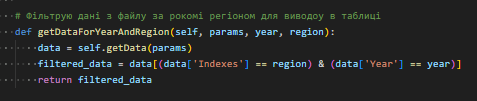 # Фільтрую дані з файлу за рокомі регіоном для виводоу в таблиці
def getDataForYearAndRegion(self, params, year, region):
data = self.getData(params)
filtered_data = data[(data['Indexes'] == region) & (data['Year'] == year)]
return filtered_data